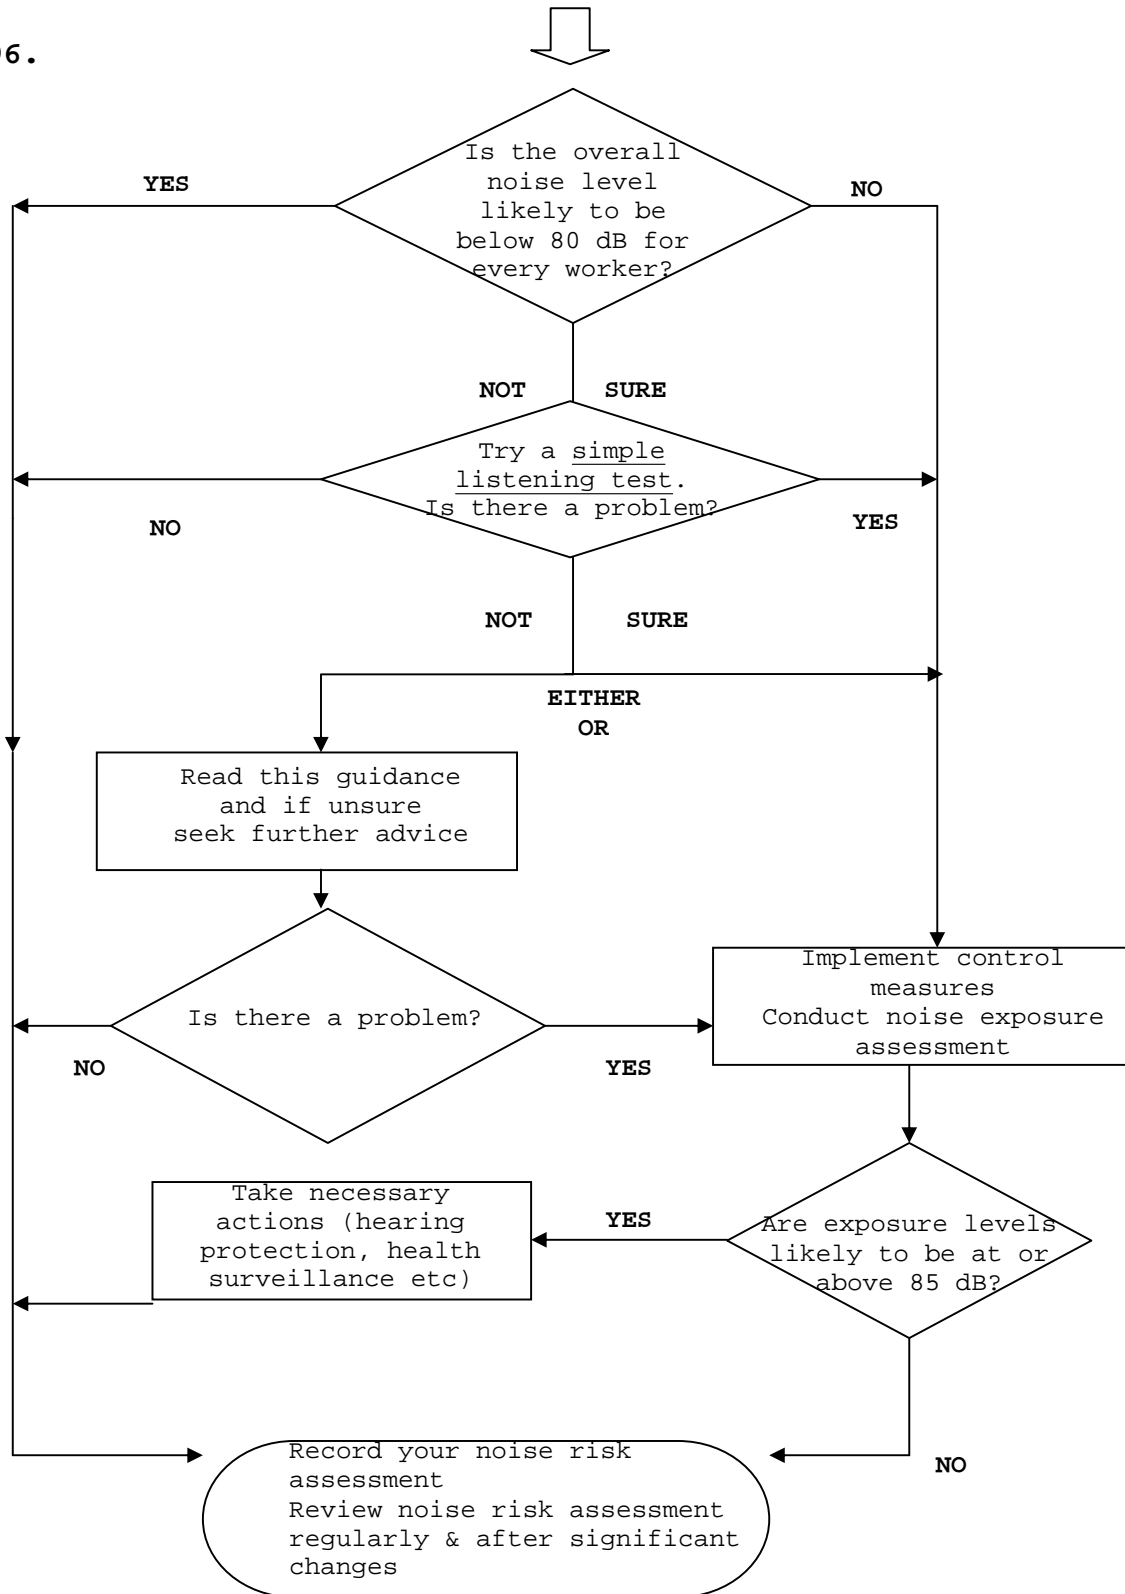 6.
Is the overall
noise level
likely to be
below 80 dB for
every worker?
YES
NO
NOT SURE
Try a simple
listening test.
Is there a problem?
NO
YES
NOT SURE
EITHER
OR
Read this guidance
and if unsure
seek further advice
Is there a problem?
NO
YES
Implement control
measures
Conduct noise exposure
assessment
Take necessary
actions (hearing
protection, health
surveillance etc)
YES
Are exposure levels
likely to be at or
above 85 dB?
NO
Record your noise risk
assessment
Review noise risk assessment
regularly & after significant
changes